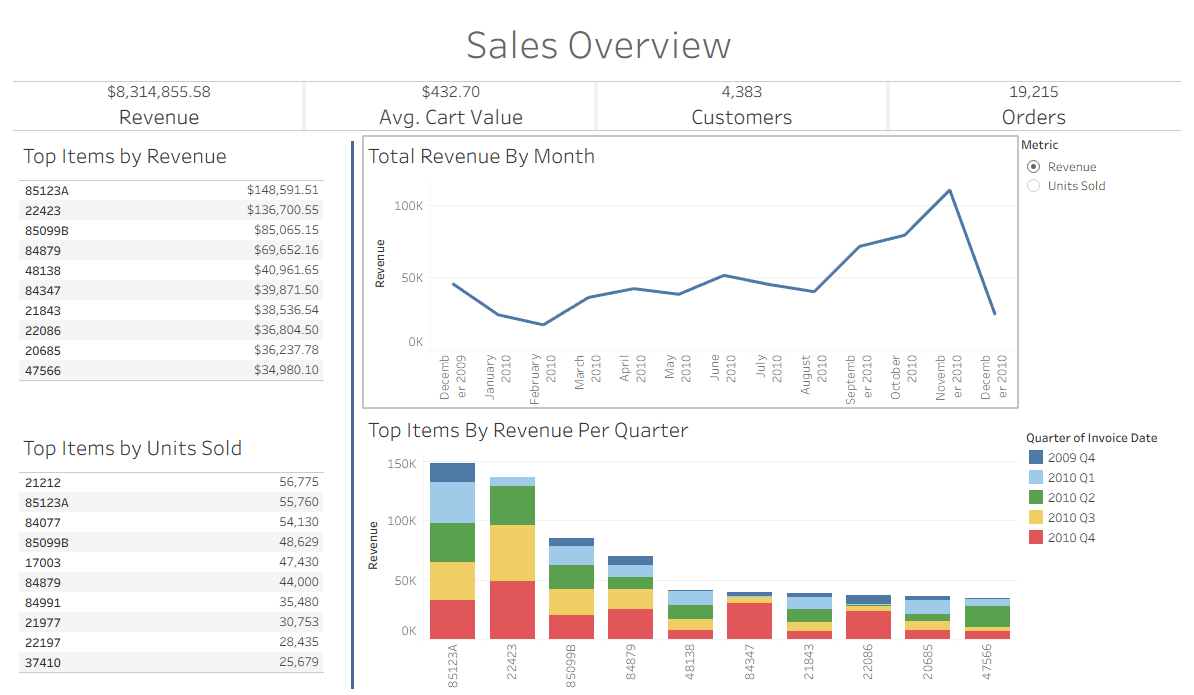 Sales Overview
$8,314,855.58
Revenue
$432.70
Avg. Cart Value
4,383
Customers
19,215
Orders
Top Items by Revenue
85123A $148,591.51
22423 $136,700.55
85099B $85,065.15
84879 $69,652.16
48138 $40,961.65
84347 $39,871.50
21843 $38,536.54
22086 $36,804.50
20685 $36,237.78
47566 $34,980.10
Top Items by Units Sold
21212 56,775
85123A 55,760
84077 54,130
85099B 48,629
17003 47,430
84879 44,000
84991 35,480
21977 30,753
22197 28,435
37410 25,679
Total Revenue By Month
Revenue
100K
50K
0K
Decemb
er 2009
January
2010
February
2010
March
2010
April
2010
May
2010
June
2010
July
2010
August
2010
Septemb
er 2010
October
2010
Novemb
er 2010
Decemb
er 2010
Metric
Revenue
Units Sold
Top Items By Revenue Per Quarter
Revenue
150K
100K
50K
0K
85123A
22423
85099B
84879
48138
84347
21843
22086
20685
47566
Quarter of Invoice Date
2009 Q4
2010 Q1
2010 Q2
2010 Q3
2010 Q4